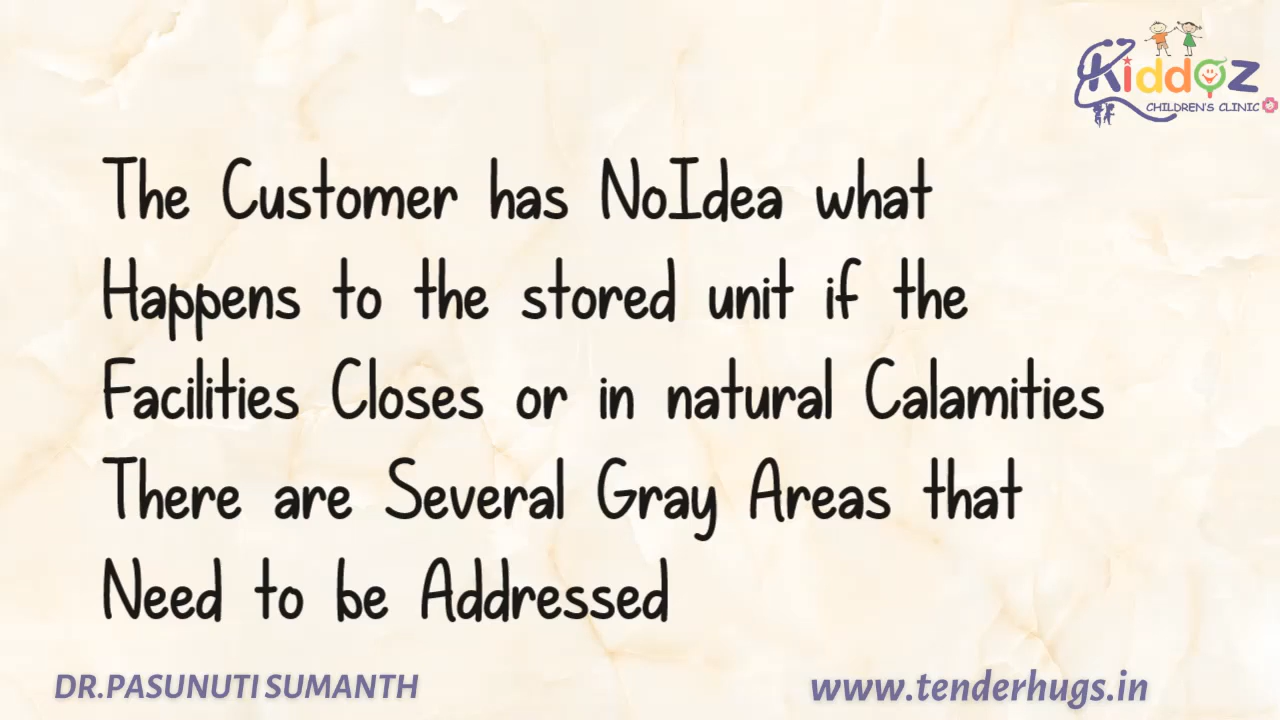 Kiddoz
CHILDREN'S CLINIC
The Customer has NoIdea what
Happens to the stored unit if the
Facilities Closes or in natural Calamities
There are Several Gray Areas that
Need to be Addressed
DR.PASUNUTI SUMANTH
www.tenderhugs.in